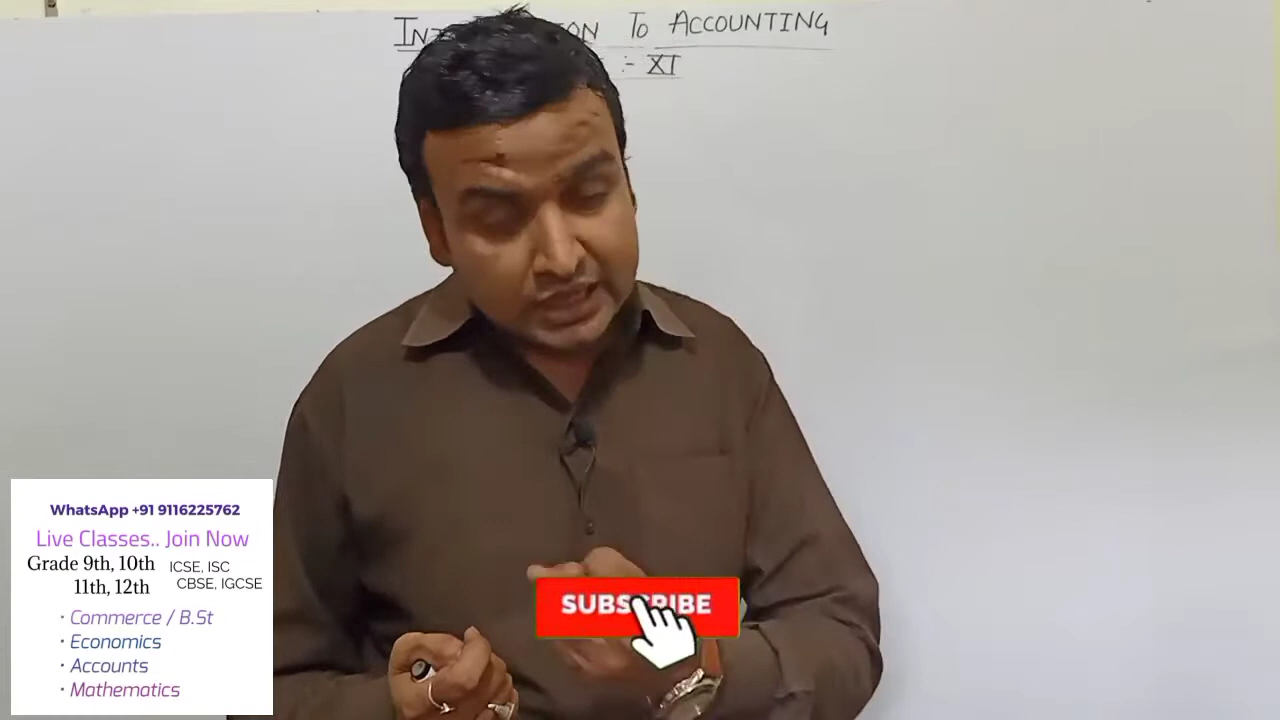 TO ACCOUNTING
:- XI
WhatsApp +91 9116225762
Live Classes.. Join Now
Grade 9th, 10th ICSE, ISC
11th, 12th CBSE, IGCSE
· Commerce / B.St
· Economics
· Accounts
· Mathematics
SUBSCRIBE